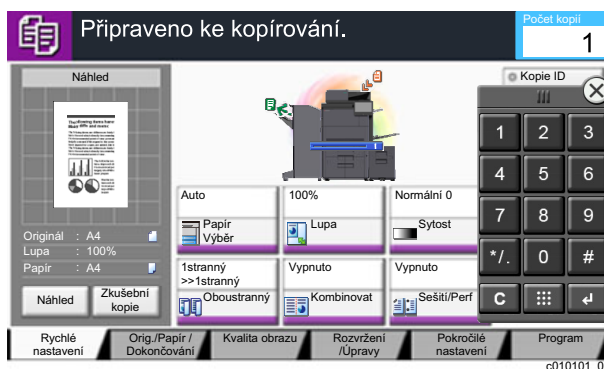 Připraveno ke kopírování.
Počet kopií
1
Náhled
Kopie ID
Originál : A4
Lupa : 100%
Papír : A4
Náhled
Zkušební
kopie
Auto
Papír
Výběr
100%
Lupa
Normální 0
Sytost
1stranný
>>1stranný
Oboustranný
Vypnuto
Kombinovat
Vypnuto
Sešití/Perf
1 2 3
4 5 6
7 8 9
*/. 0 #
C
Rychlé
nastavení
Orig./Papír /
Dokončování
Kvalita obrazu
Rozvržení
/Úpravy
Pokročilé
nastavení
Program
c010101_0